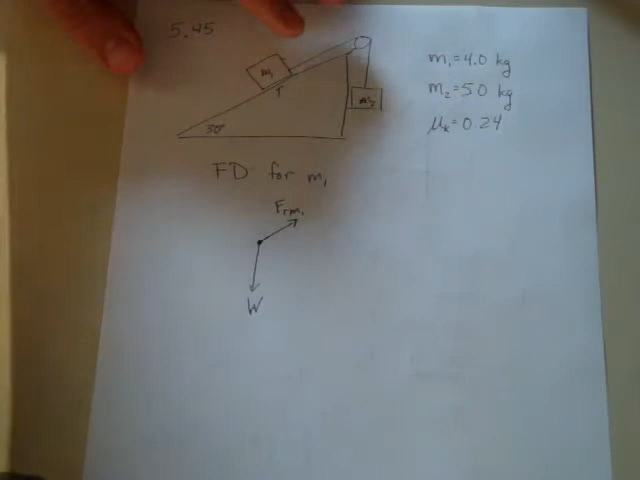 5.45
m₁
m₂
30°
m₁=4.0 kg
m₂=5.0 kg
μₖ=0.24
FD for m₁
W